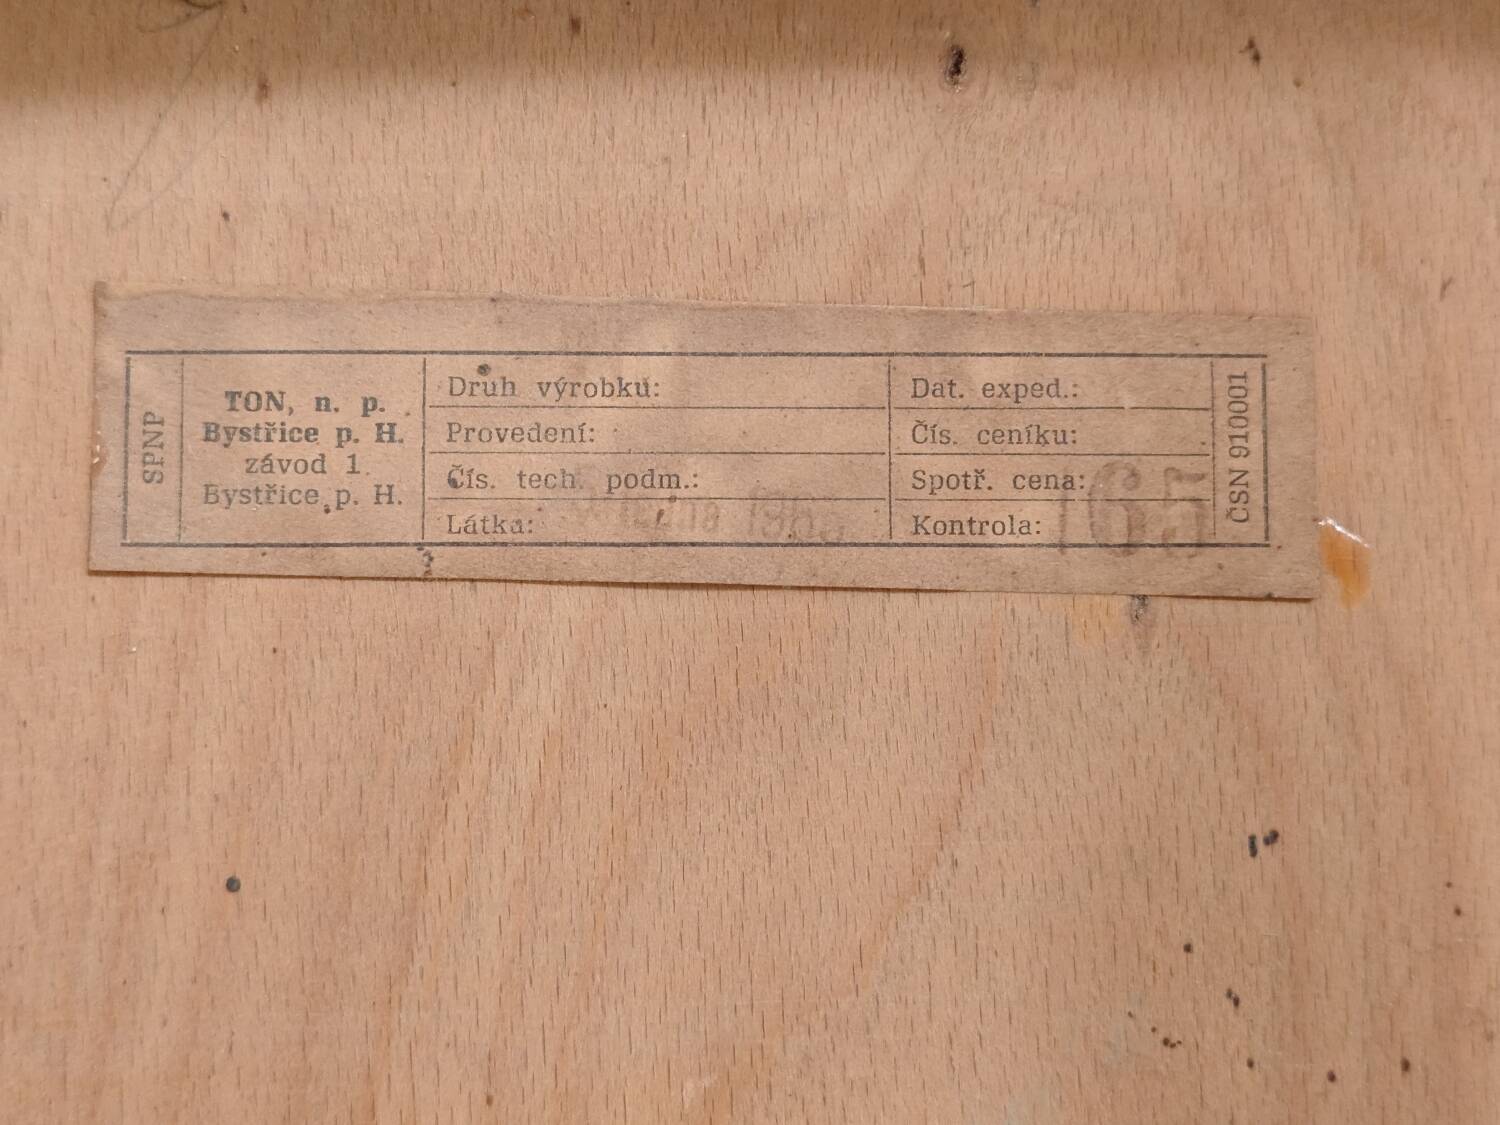 SPNP
TON, n. p.
Bystřice p. H.
závod 1.
Bystřice p. H.
Druh výrobku:
Provedení:
Čís. tech. podm.:
Látka:
Dat. exped.:
Čís. ceníku:
Spotř. cena:
Kontrola:
165
ČSN 910001